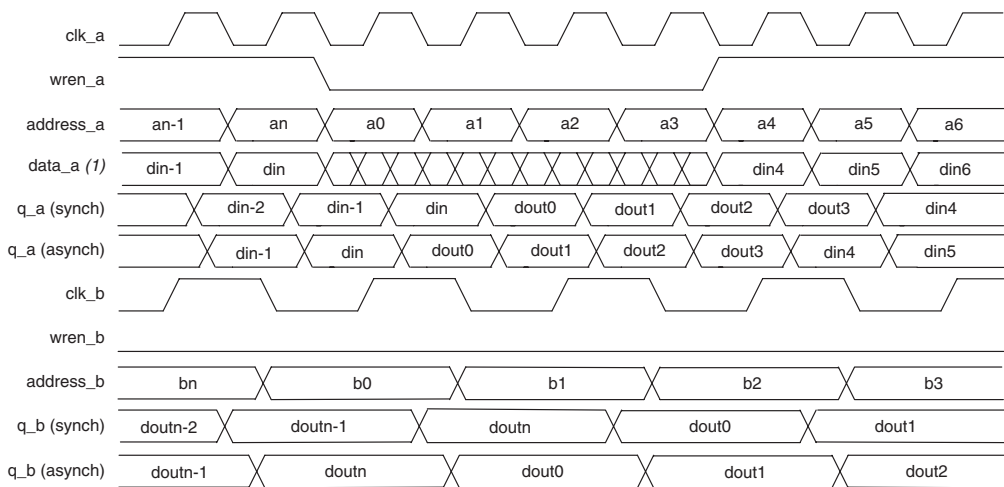 clk_a
wren_a
address_a an-1 an a0 a1 a2 a3 a4 a5 a6
data_a (1) din-1 din din4 din5 din6
q_a (synch) din-2 din-1 din dout0 dout1 dout2 dout3 din4
q_a (asynch) din-1 din dout0 dout1 dout2 dout3 din4 din5
clk_b
wren_b
address_b bn b0 b1 b2 b3
q_b (synch) doutn-2 doutn-1 doutn dout0 dout1
q_b (asynch) doutn-1 doutn dout0 dout1 dout2